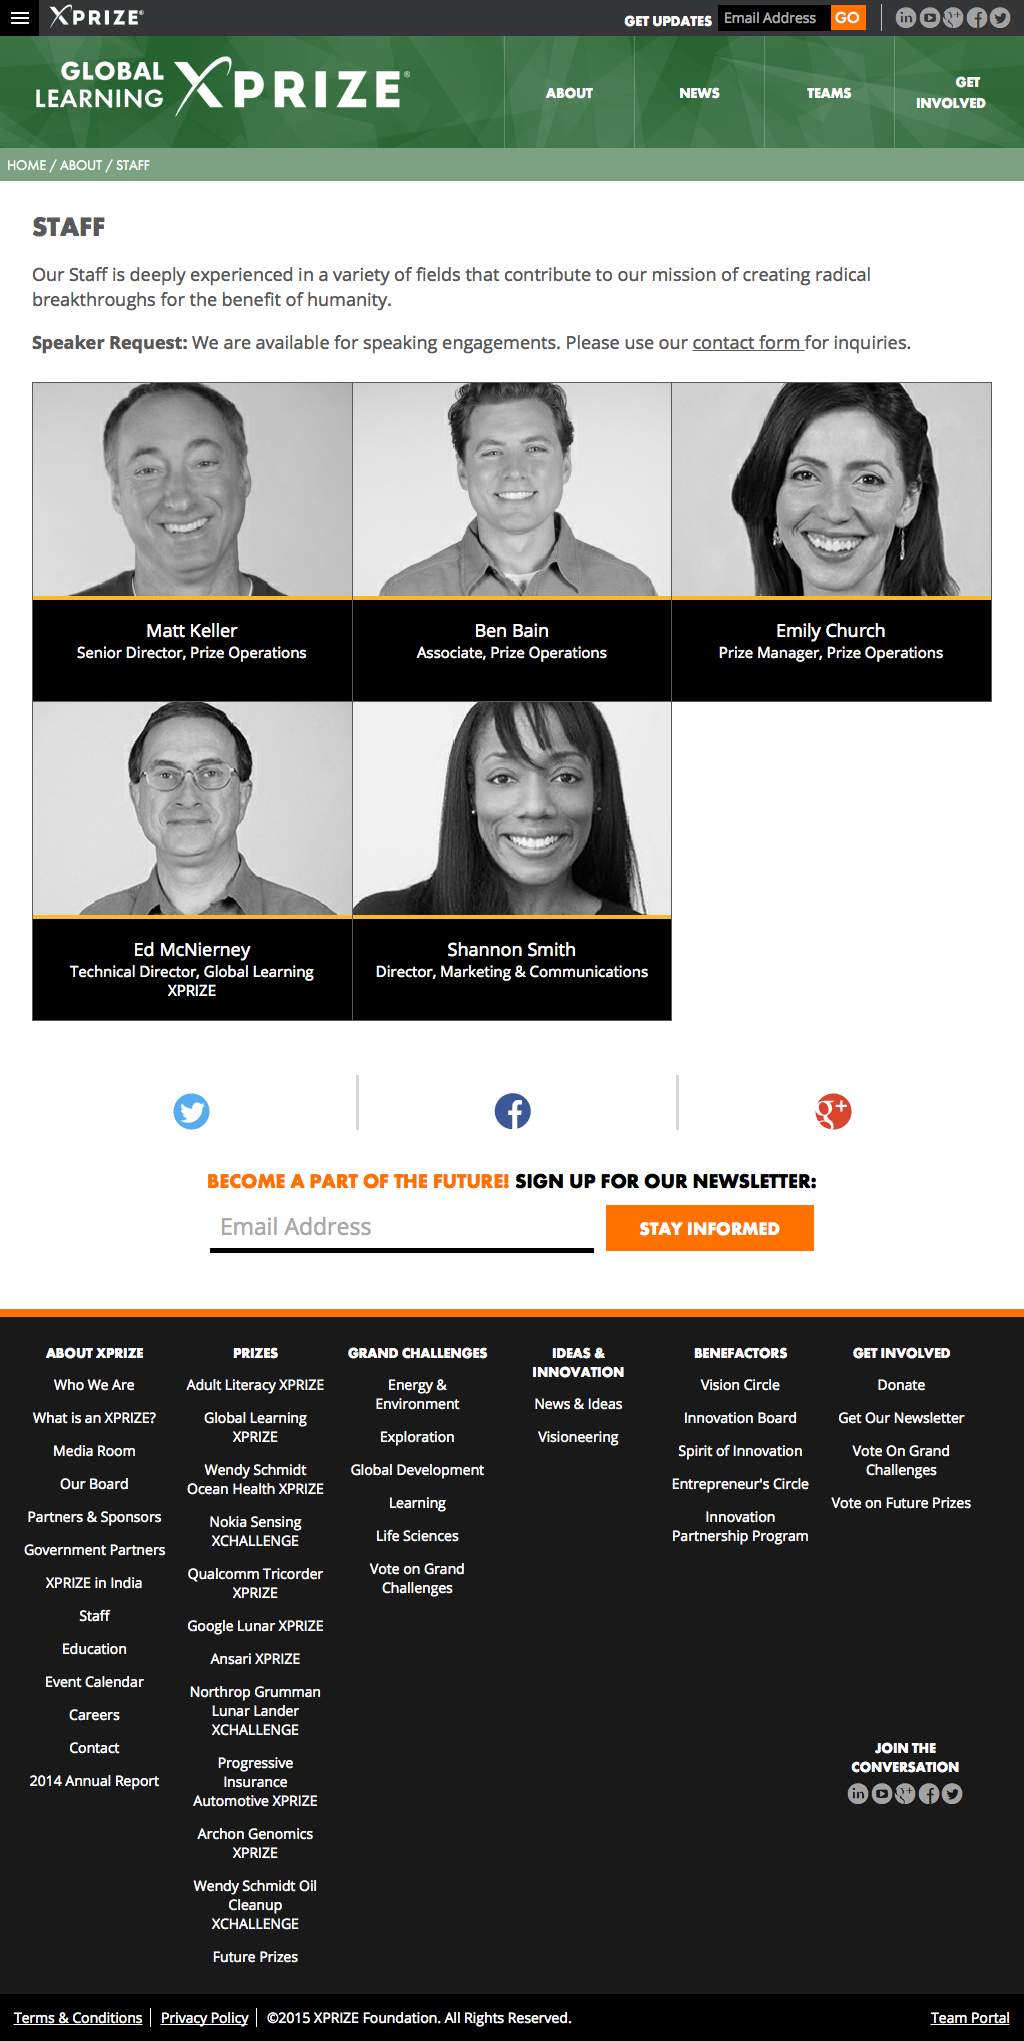 XPRIZE®
GET UPDATES Email Address GO
GLOBAL
LEARNING
XPRIZE®
ABOUT
NEWS
TEAMS
GET
INVOLVED
HOME / ABOUT / STAFF
STAFF
Our Staff is deeply experienced in a variety of fields that contribute to our mission of creating radical
breakthroughs for the benefit of humanity.
Speaker Request: We are available for speaking engagements. Please use our contact form for inquiries.
Matt Keller
Senior Director, Prize Operations
Ben Bain
Associate, Prize Operations
Emily Church
Prize Manager, Prize Operations
Ed McNierney
Technical Director, Global Learning
XPRIZE
Shannon Smith
Director, Marketing & Communications
BECOME A PART OF THE FUTURE! SIGN UP FOR OUR NEWSLETTER:
Email Address
STAY INFORMED
ABOUT XPRIZE
Who We Are
What is an XPRIZE?
Media Room
Our Board
Partners & Sponsors
Government Partners
XPRIZE in India
Staff
Education
Event Calendar
Careers
Contact
2014 Annual Report
PRIZES
Adult Literacy XPRIZE
Global Learning
XPRIZE
Wendy Schmidt
Ocean Health XPRIZE
Nokia Sensing
XCHALLENGE
Qualcomm Tricorder
XPRIZE
Google Lunar XPRIZE
Ansari XPRIZE
Northrop Grumman
Lunar Lander
XCHALLENGE
Progressive
Insurance
Automotive XPRIZE
Archon Genomics
XPRIZE
Wendy Schmidt Oil
Cleanup
XCHALLENGE
Future Prizes
GRAND CHALLENGES
Energy &
Environment
Exploration
Global Development
Learning
Life Sciences
Vote on Grand
Challenges
IDEAS &
INNOVATION
News & Ideas
Visioneering
BENEFACTORS
Vision Circle
Innovation Board
Spirit of Innovation
Entrepreneur's Circle
Innovation
Partnership Program
GET INVOLVED
Donate
Get Our Newsletter
Vote On Grand
Challenges
Vote on Future Prizes
JOIN THE
CONVERSATION
Terms & Conditions
Privacy Policy
©2015 XPRIZE Foundation. All Rights Reserved.
Team Portal